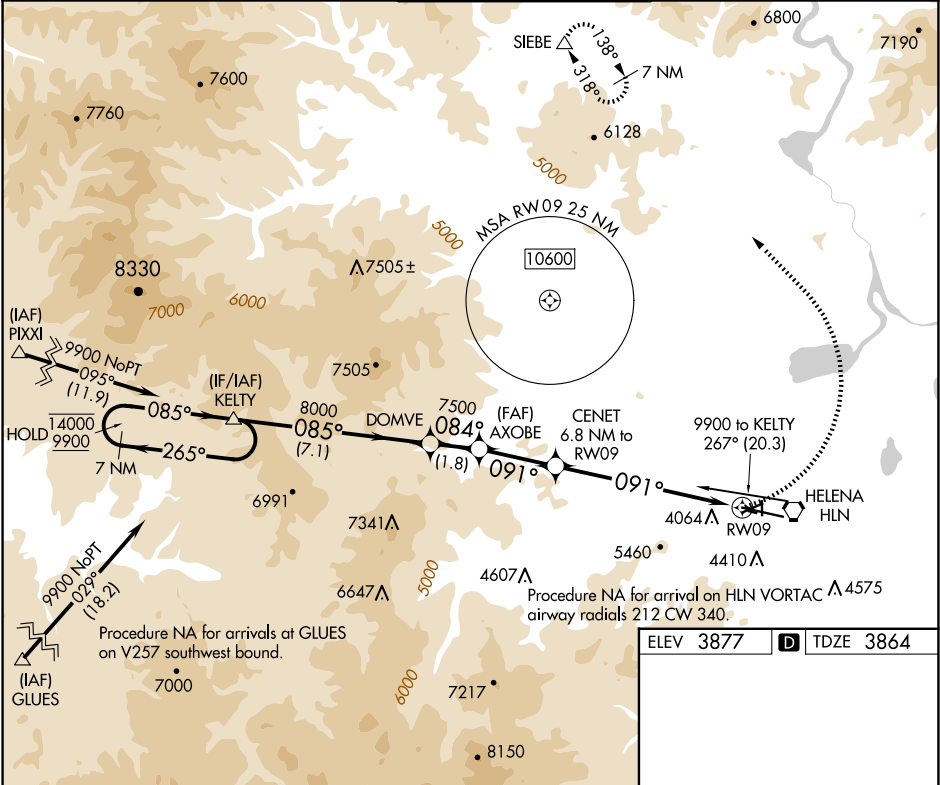 6800
SIEBE
138°
7190
318°
7 NM
7600
7760
6128
5000
MSA RW09 25 NM
5000
10600
7505±
8330
6000
7000
(IAF)
PIXXI
9900 NoPT
095°
(11.9)
7505
(IF/IAF)
KELTY
HOLD
14000
9900
085°
265°
7 NM
8000
085°
(7.1)
DOMVE
7500
084°
(1.8)
(FAF)
AXOBE
091°
CENET
6.8 NM to
RW09
091°
9900 to KELTY
267° (20.3)
HELENA
HLN
4064
RW09
6991
7341
5460
4410
5000
4607
6647
4575
9900 NoPT
029°
(18.2)
Procedure NA for arrival on HLN VORTAC
airway radials 212 CW 340.
Procedure NA for arrivals at GLUES
on V257 southwest bound.
(IAF)
GLUES
7000
6000
7217
8150
ELEV 3877 D TDZE 3864